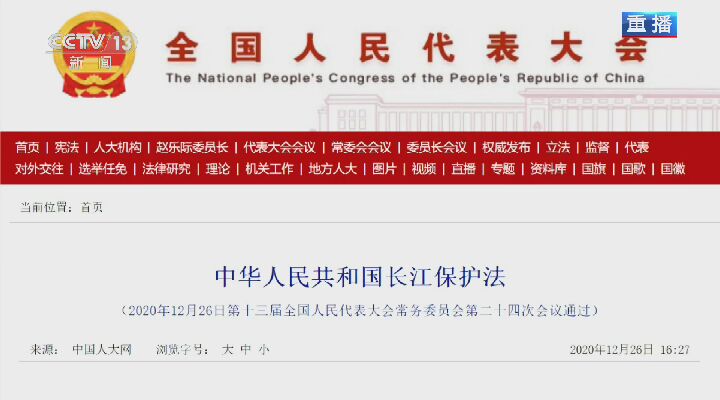 CCTV 13
新闻
重播
全国人民代表大会
The National People's Congress of the People's Republic of China
首页 | 宪法 | 人大机构 | 赵乐际委员长 | 代表大会会议 | 常委会会议 | 委员长会议 | 权威发布 | 立法 | 监督 | 代表
对外交往 | 选举任免 | 法律研究 | 理论 | 机关工作 | 地方人大 | 图片 | 视频 | 直播 | 专题 | 资料库 | 国旗 | 国歌 | 国徽
当前位置：首页
中华人民共和国长江保护法
（2020年12月26日第十三届全国人民代表大会常务委员会第二十四次会议通过）
来源： 中国人大网 浏览字号： 大 中 小 2020年12月26日 16:27